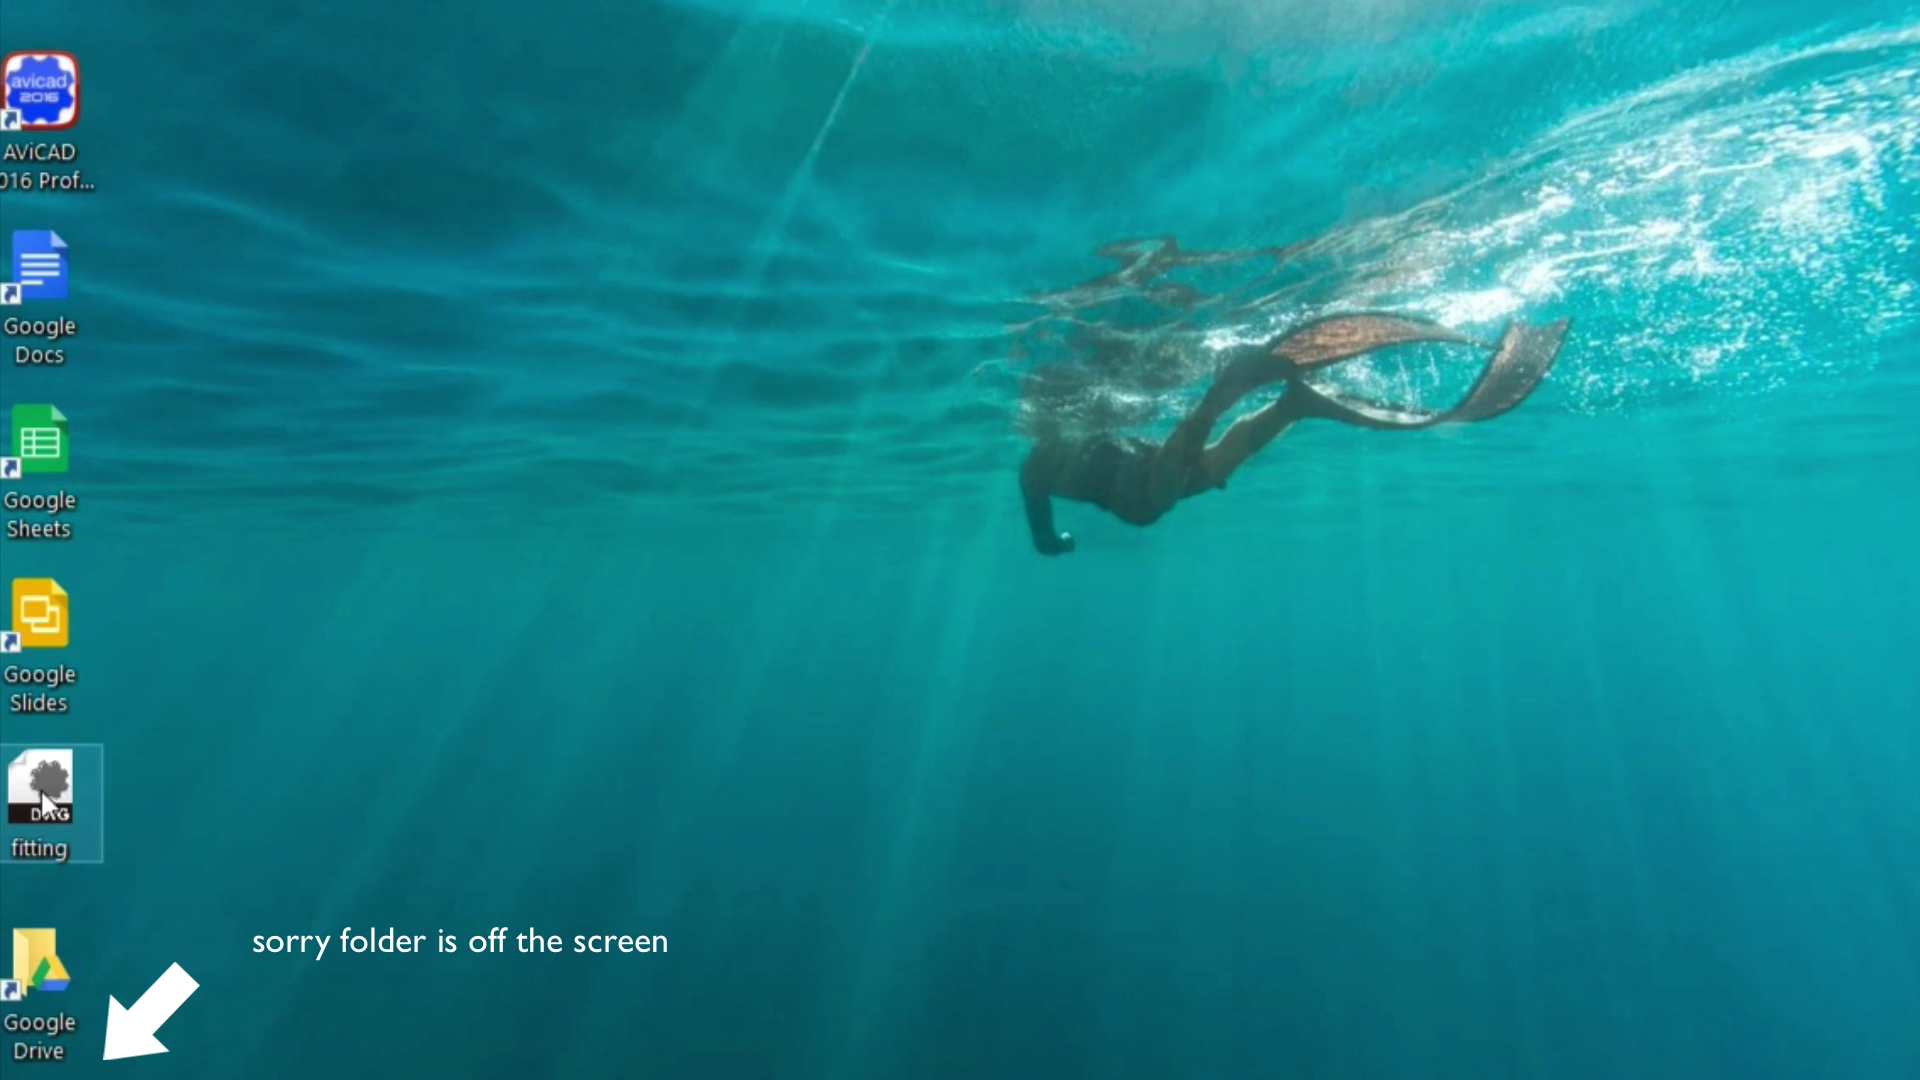 avicad
2016
AViCAD
016 Prof...
Google
Docs
Google
Sheets
Google
Slides
DWG
fitting
sorry folder is off the screen
Google
Drive